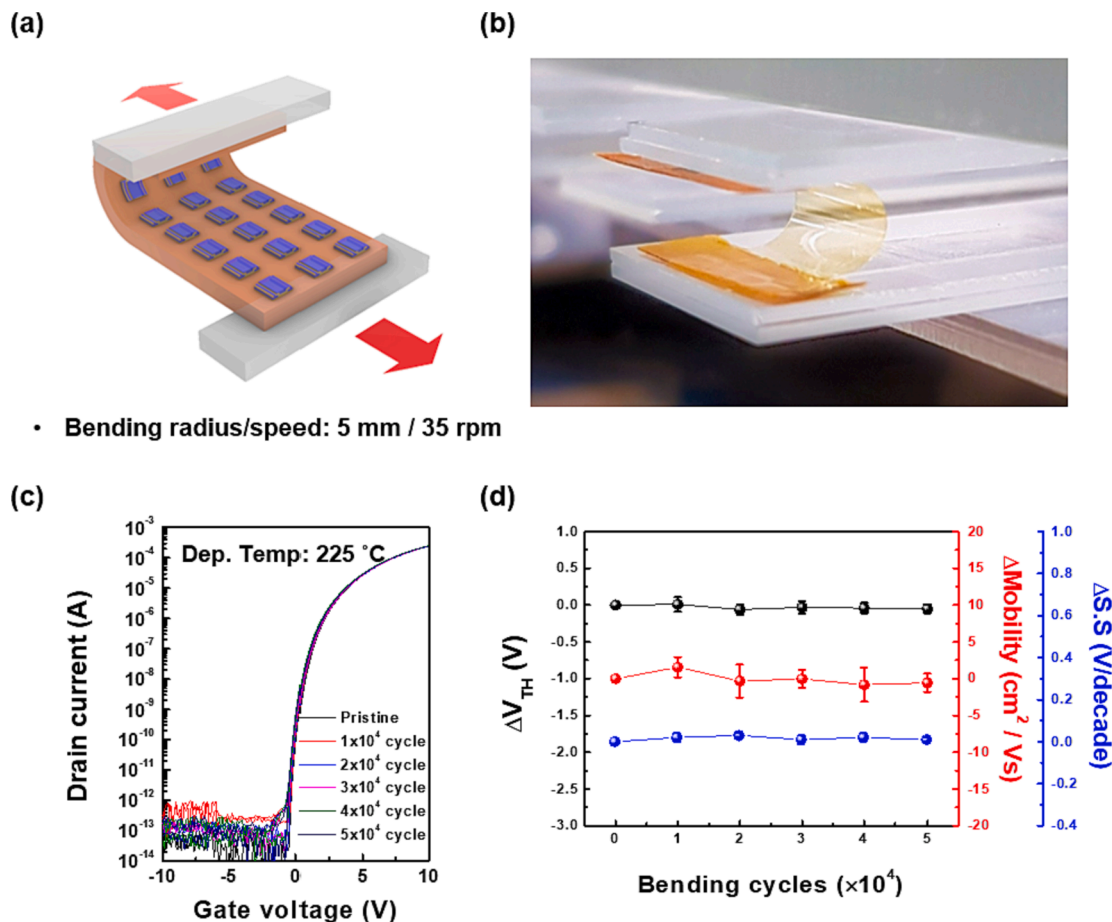 (a)
(b)
• Bending radius/speed: 5 mm / 35 rpm
(c)
(d)
10⁻³
10⁻⁴
10⁻⁵
10⁻⁶
10⁻⁷
10⁻⁸
10⁻⁹
10⁻¹⁰
10⁻¹¹
10⁻¹²
10⁻¹³
10⁻¹⁴
Drain current (A)
Dep. Temp: 225 ˚C
Pristine
1x10⁴ cycle
2x10⁴ cycle
3x10⁴ cycle
4x10⁴ cycle
5x10⁴ cycle
-10 -5 0 5 10
Gate voltage (V)
1.0
0.5
0.0
-0.5
-1.0
-1.5
-2.0
-2.5
-3.0
ΔV_TH (V)
20
15
10
5
0
-5
-10
-15
-20
ΔMobility (cm² / Vs)
1.0
0.8
0.6
0.4
0.2
0.0
-0.2
-0.4
ΔS.S (V/decade)
0 1 2 3 4 5
Bending cycles (×10⁴)